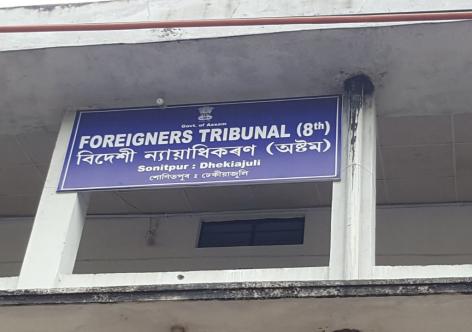 Govt. of Assam
FOREIGNERS TRIBUNAL (8th)
বিদেশী ন্যায়াধিকৰণ (অষ্টম)
Sonitpur : Dhekiajuli
শোণিতপুৰ : ঢেকীয়াজুলি